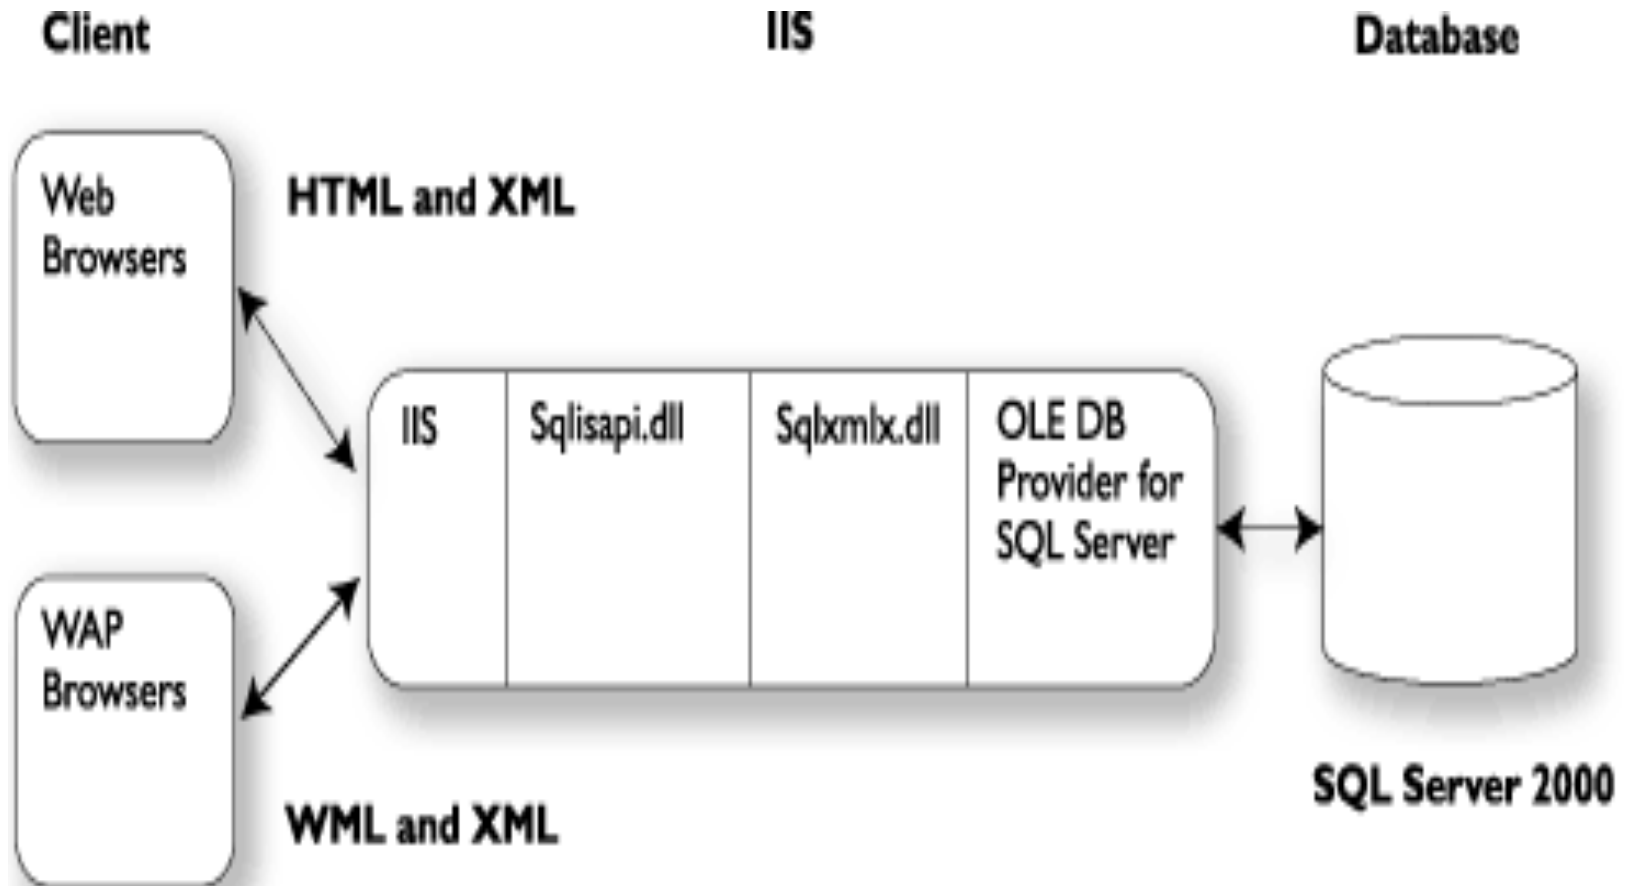 Client
IIS
Database
Web
Browsers
HTML and XML
IIS
Sqlisapi.dll
Sqlxmlx.dll
OLE DB
Provider for
SQL Server
WAP
Browsers
WML and XML
SQL Server 2000